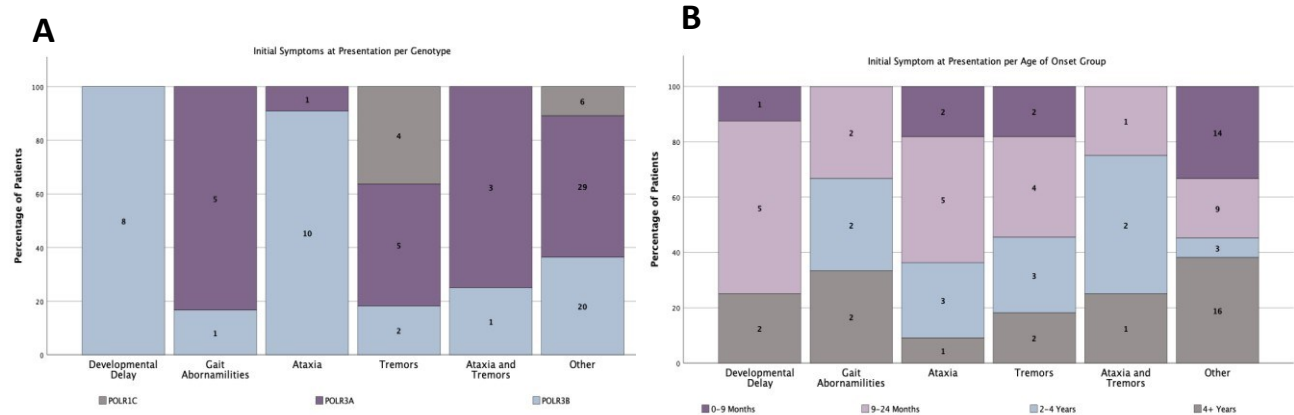 A
Initial Symptoms at Presentation per Genotype
Percentage of Patients
100
80
60
40
20
0
8
5
1
1
10
4
5
2
3
1
6
29
20
Developmental Delay
Gait Abornamilities
Ataxia
Tremors
Ataxia and Tremors
Other
POLR1C
POLR3A
POLR3B
B
Initial Symptom at Presentation per Age of Onset Group
Percentage of Patients
100
80
60
40
20
0
1
5
2
2
2
2
2
5
3
1
2
4
3
2
1
2
1
14
9
3
16
Developmental Delay
Gait Abornamilities
Ataxia
Tremors
Ataxia and Tremors
Other
0-9 Months
9-24 Months
2-4 Years
4+ Years